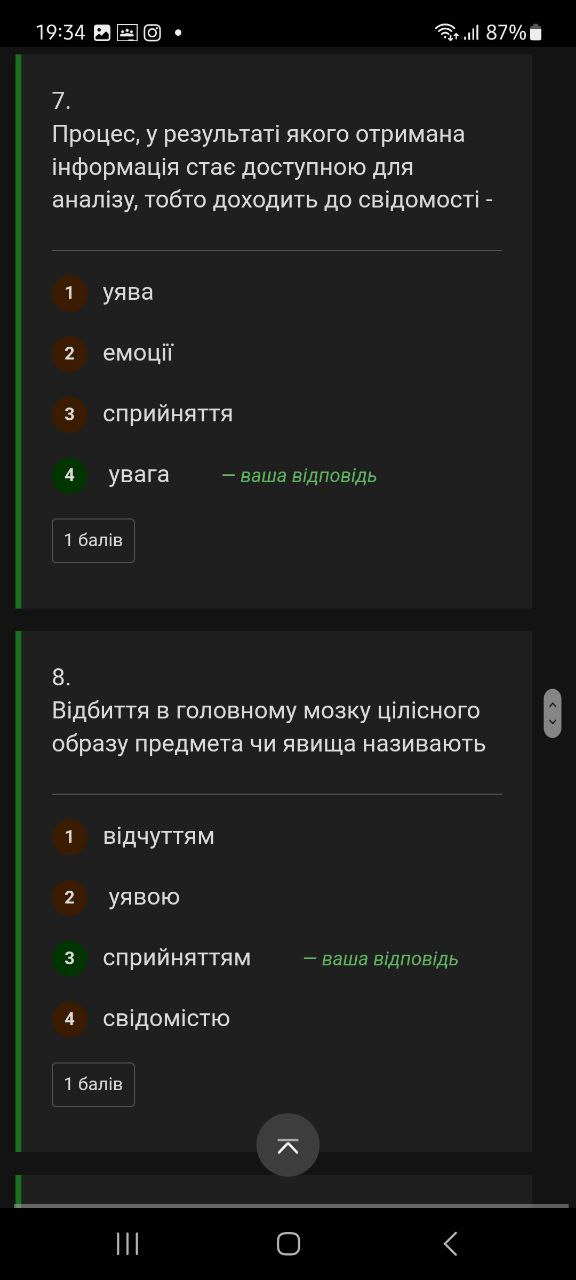 19:34
87%
7.
Процес, у результаті якого отримана
інформація стає доступною для
аналізу, тобто доходить до свідомості -
1 уява
2 емоції
3 сприйняття
4 увага — ваша відповідь
1 балів
8.
Відбиття в головному мозку цілісного
образу предмета чи явища називають
1 відчуттям
2 уявою
3 сприйняттям — ваша відповідь
4 свідомістю
1 балів